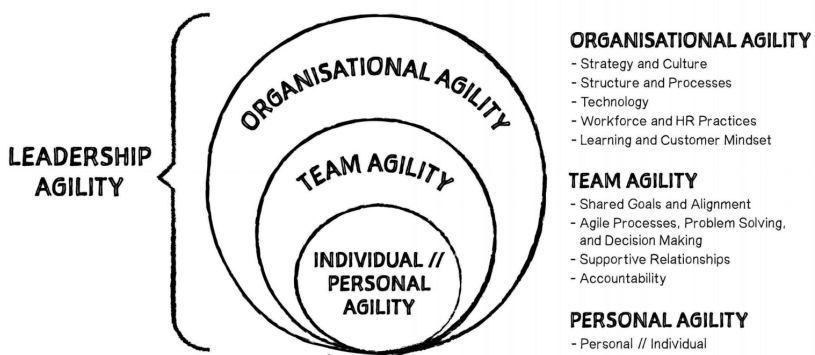 LEADERSHIP
AGILITY
ORGANISATIONAL AGILITY
TEAM AGILITY
INDIVIDUAL //
PERSONAL
AGILITY
ORGANISATIONAL AGILITY
- Strategy and Culture
- Structure and Processes
- Technology
- Workforce and HR Practices
- Learning and Customer Mindset
TEAM AGILITY
- Shared Goals and Alignment
- Agile Processes, Problem Solving,
and Decision Making
- Supportive Relationships
- Accountability
PERSONAL AGILITY
- Personal // Individual